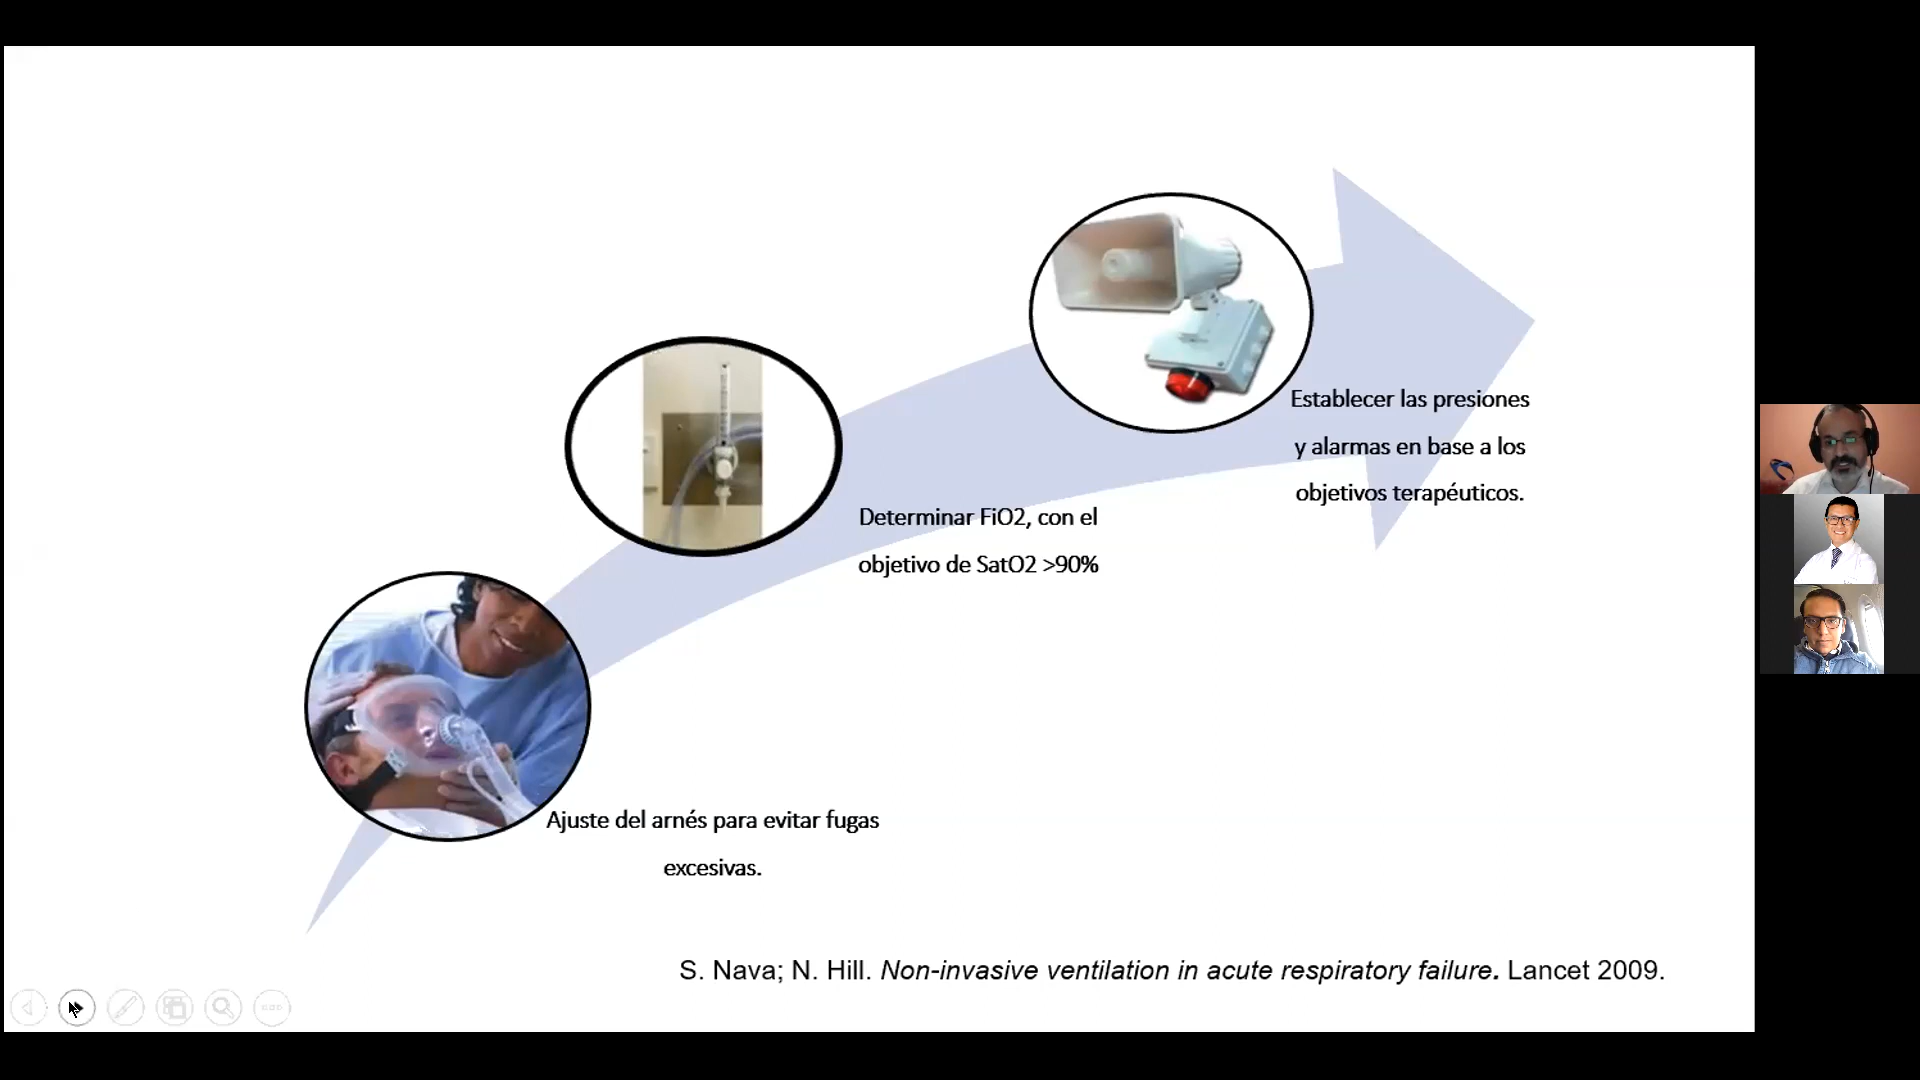 Establecer las presiones
y alarmas en base a los
objetivos terapéuticos.
Determinar FiO2, con el
objetivo de SatO2 >90%
Ajuste del arnés para evitar fugas
excesivas.
S. Nava; N. Hill. Non-invasive ventilation in acute respiratory failure. Lancet 2009.